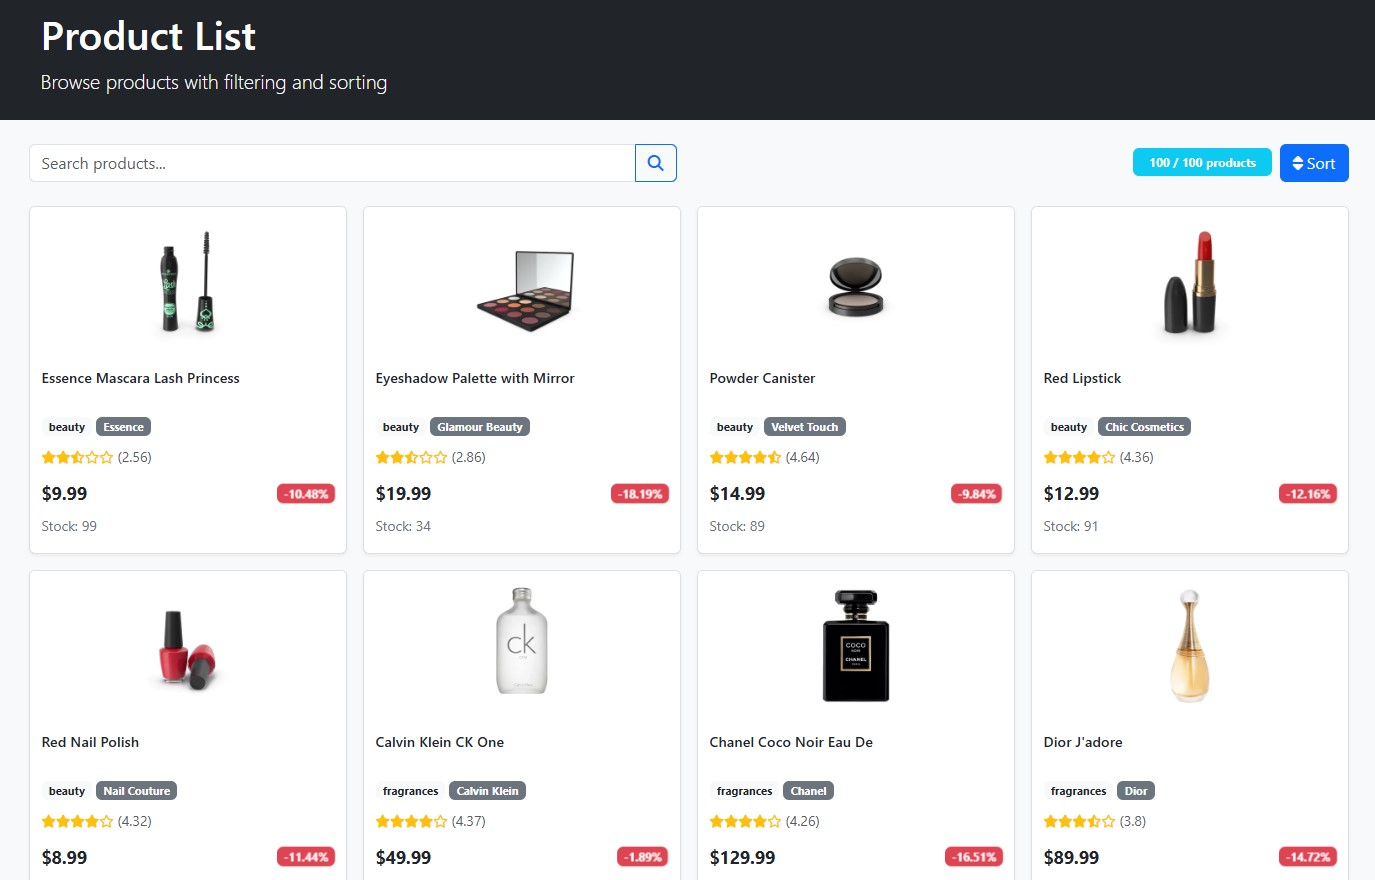 Product List
Browse products with filtering and sorting
Search products...
100 / 100 products
Sort
Essence Mascara Lash Princess
beauty Essence
(2.56)
$9.99 -10.48%
Stock: 99
Eyeshadow Palette with Mirror
beauty Glamour Beauty
(2.86)
$19.99 -18.19%
Stock: 34
Powder Canister
beauty Velvet Touch
(4.64)
$14.99 -9.84%
Stock: 89
Red Lipstick
beauty Chic Cosmetics
(4.36)
$12.99 -12.16%
Stock: 91
Red Nail Polish
beauty Nail Couture
(4.32)
$8.99 -11.44%
ck
one
Calvin Klein CK One
fragrances Calvin Klein
(4.37)
$49.99 -1.89%
COCO
NOIR
CHANEL
PARIS
Chanel Coco Noir Eau De
fragrances Chanel
(4.26)
$129.99 -16.51%
Dior J'adore
fragrances Dior
(3.8)
$89.99 -14.72%